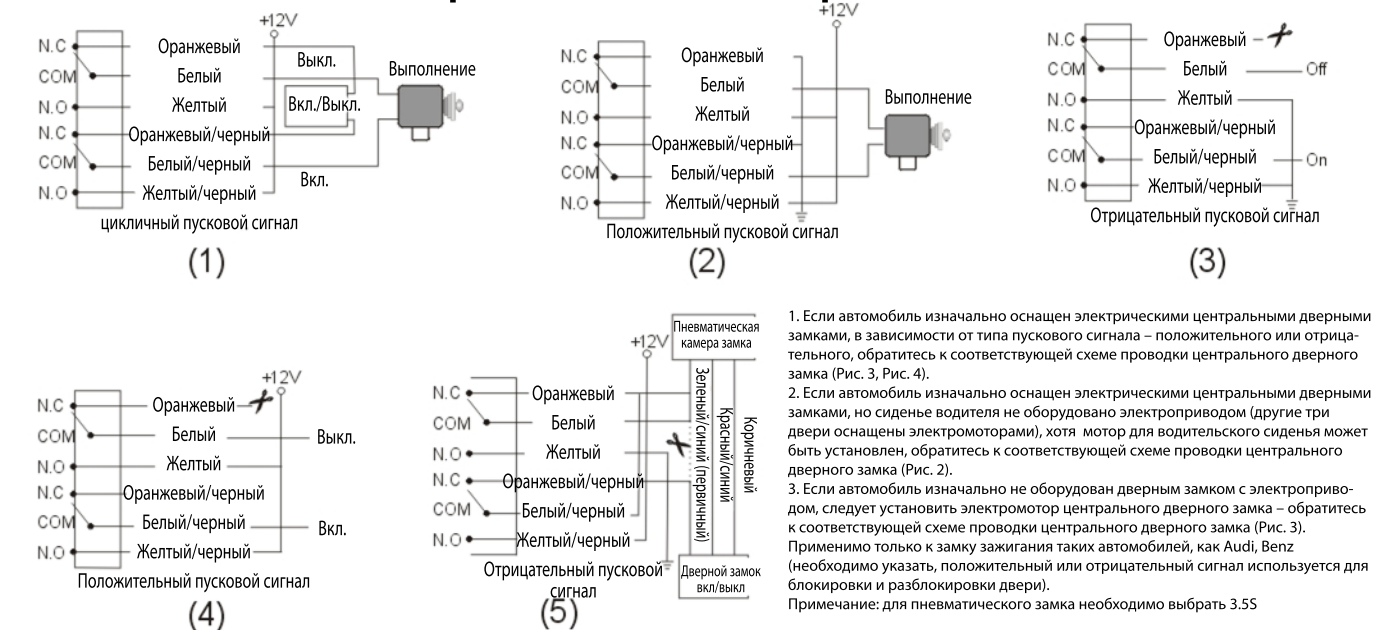 +12V
N.C Оранжевый
Выкл.
COM Белый
Выполнение
N.O Желтый
Вкл./Выкл.
N.C Оранжевый/черный
COM Белый/черный
Вкл.
N.O Желтый/черный
цикличный пусковой сигнал
(1)
+12V
N.C Оранжевый
COM Белый
Выполнение
N.O Желтый
N.C Оранжевый/черный
COM Белый/черный
N.O Желтый/черный
Положительный пусковой сигнал
(2)
N.C Оранжевый
COM Белый Off
N.O Желтый
N.C Оранжевый/черный
COM Белый/черный On
N.O Желтый/черный
Отрицательный пусковой сигнал
(3)
+12V
N.C Оранжевый
COM Белый Выкл.
N.O Желтый
N.C Оранжевый/черный
COM Белый/черный Вкл.
N.O Желтый/черный
Положительный пусковой сигнал
(4)
Пневматическая
камера замка
+12V
N.C Оранжевый
COM Белый
N.O Желтый
N.C Оранжевый/черный
COM Белый/черный
N.O Желтый/черный
Зеленый/синий (первичный)
Красный/синий
Коричневый
Дверной замок
вкл/выкл
Отрицательный пусковой
сигнал
(5)
1. Если автомобиль изначально оснащен электрическими центральными дверными
замками, в зависимости от типа пускового сигнала – положительного или отрица-
тельного, обратитесь к соответствующей схеме проводки центрального дверного
замка (Рис. 3, Рис. 4).
2. Если автомобиль изначально оснащен электрическими центральными дверными
замками, но сиденье водителя не оборудовано электроприводом (другие три
двери оснащены электромоторами), хотя мотор для водительского сиденья может
быть установлен, обратитесь к соответствующей схеме проводки центрального
дверного замка (Рис. 2).
3. Если автомобиль изначально не оборудован дверным замком с электроприво-
дом, следует установить электромотор центрального дверного замка – обратитесь
к соответствующей схеме проводки центрального дверного замка (Рис. 3).
Применимо только к замку зажигания таких автомобилей, как Audi, Benz
(необходимо указать, положительный или отрицательный сигнал используется для
блокировки и разблокировки двери).
Примечание: для пневматического замка необходимо выбрать 3.5S